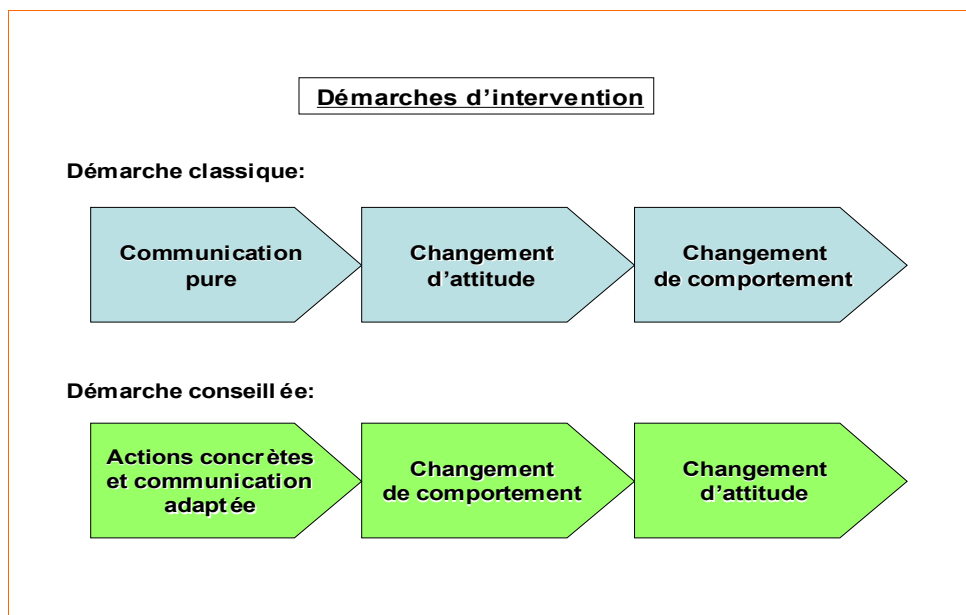 Démarches d’intervention
Démarche classique:
Communication
pure
Changement
d’attitude
Changement
de comportement
Démarche conseillée:
Actions concrètes
et communication
adaptée
Changement
de comportement
Changement
d’attitude